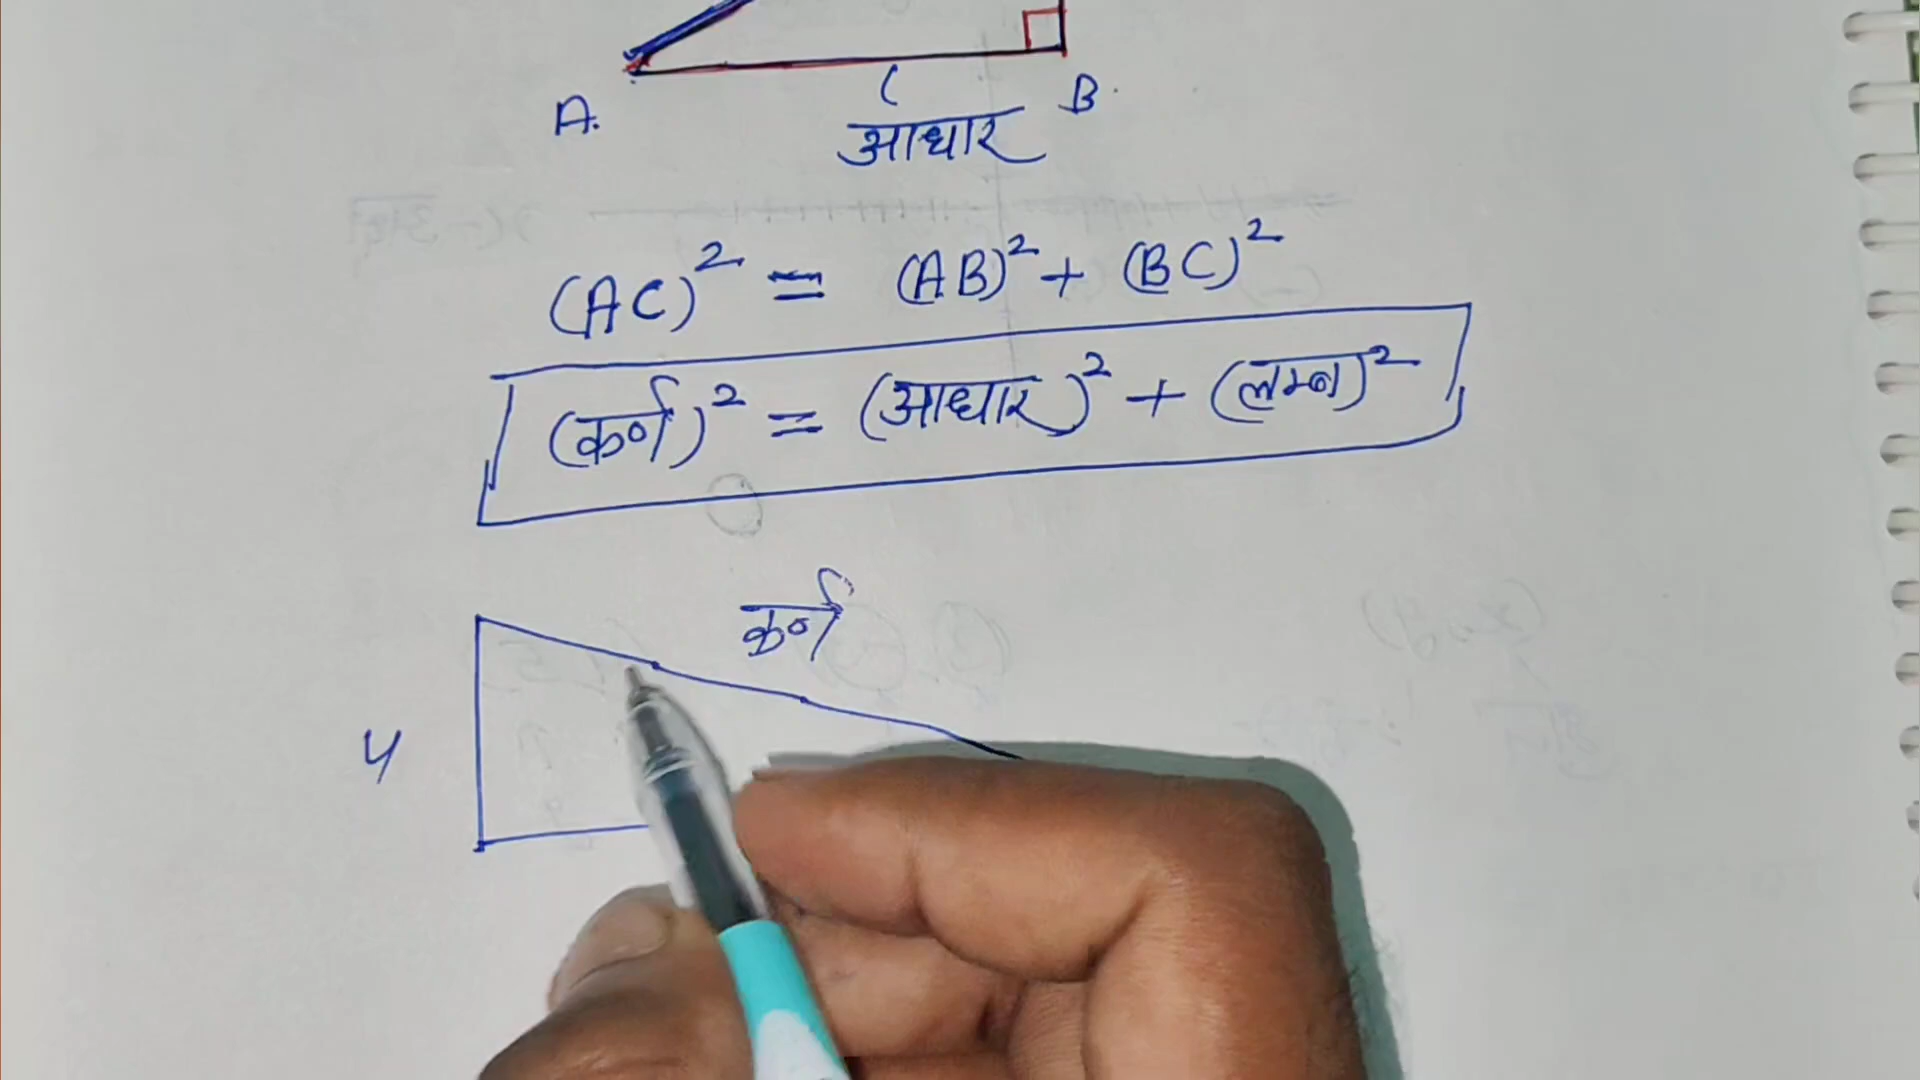 A. C B
आधार
(AC)² = (AB)² + (BC)²
(कर्ण)² = (आधार)² + (लम्ब)²
कर्ण
4